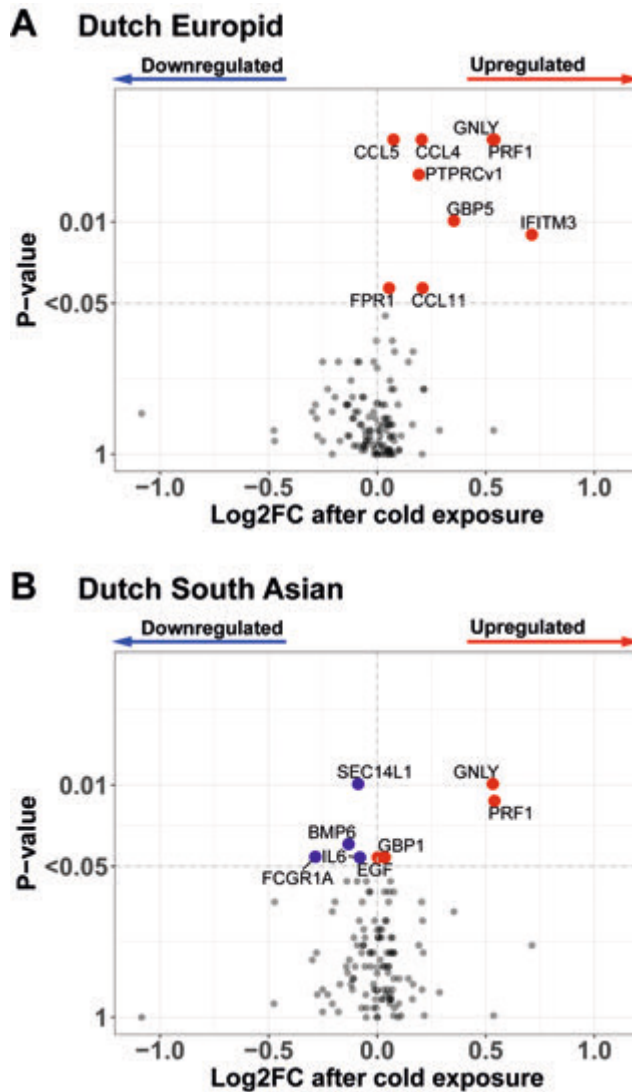 A Dutch Europid
Downregulated Upregulated
GNLY
CCL5 CCL4 PRF1
PTPRCv1
GBP5 IFITM3
FPR1 CCL11
P-value
0.01
<0.05
1
−1.0 −0.5 0.0 0.5 1.0
Log2FC after cold exposure
B Dutch South Asian
Downregulated Upregulated
SEC14L1 GNLY
PRF1
BMP6 GBP1
IL6 EGF
FCGR1A
P-value
0.01
<0.05
1
−1.0 −0.5 0.0 0.5 1.0
Log2FC after cold exposure